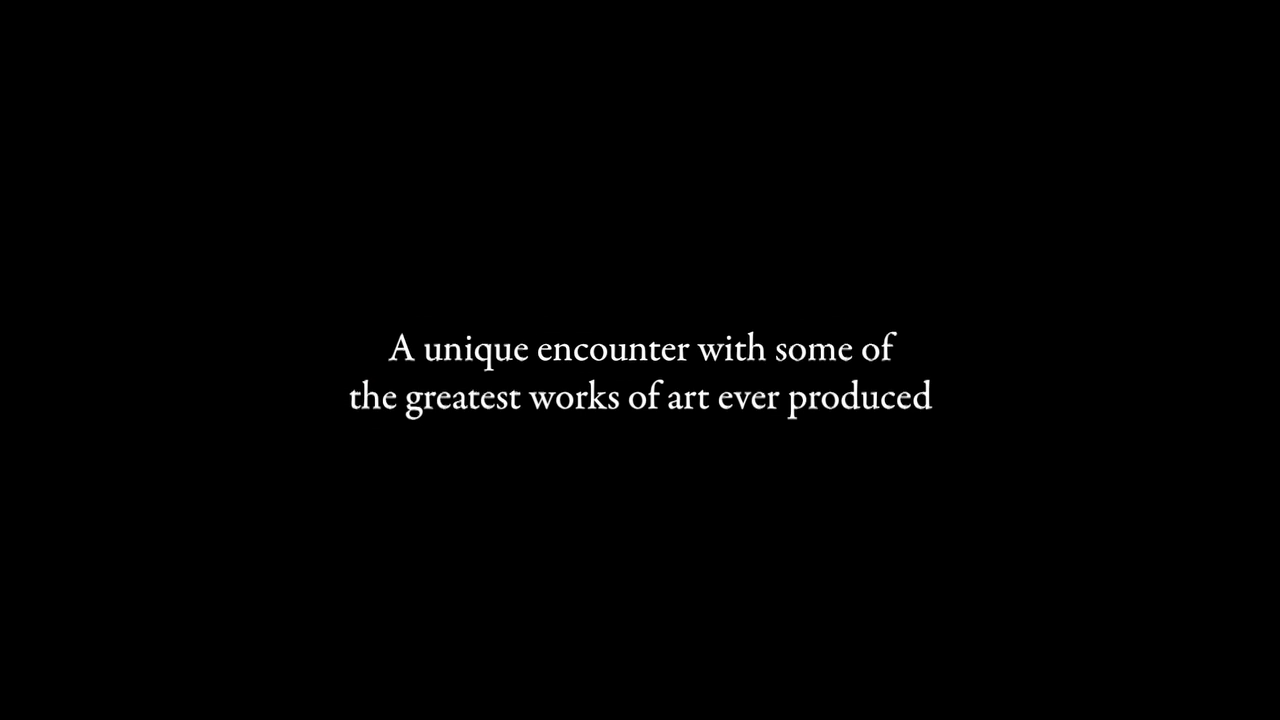 A unique encounter with some of
the greatest works of art ever produced